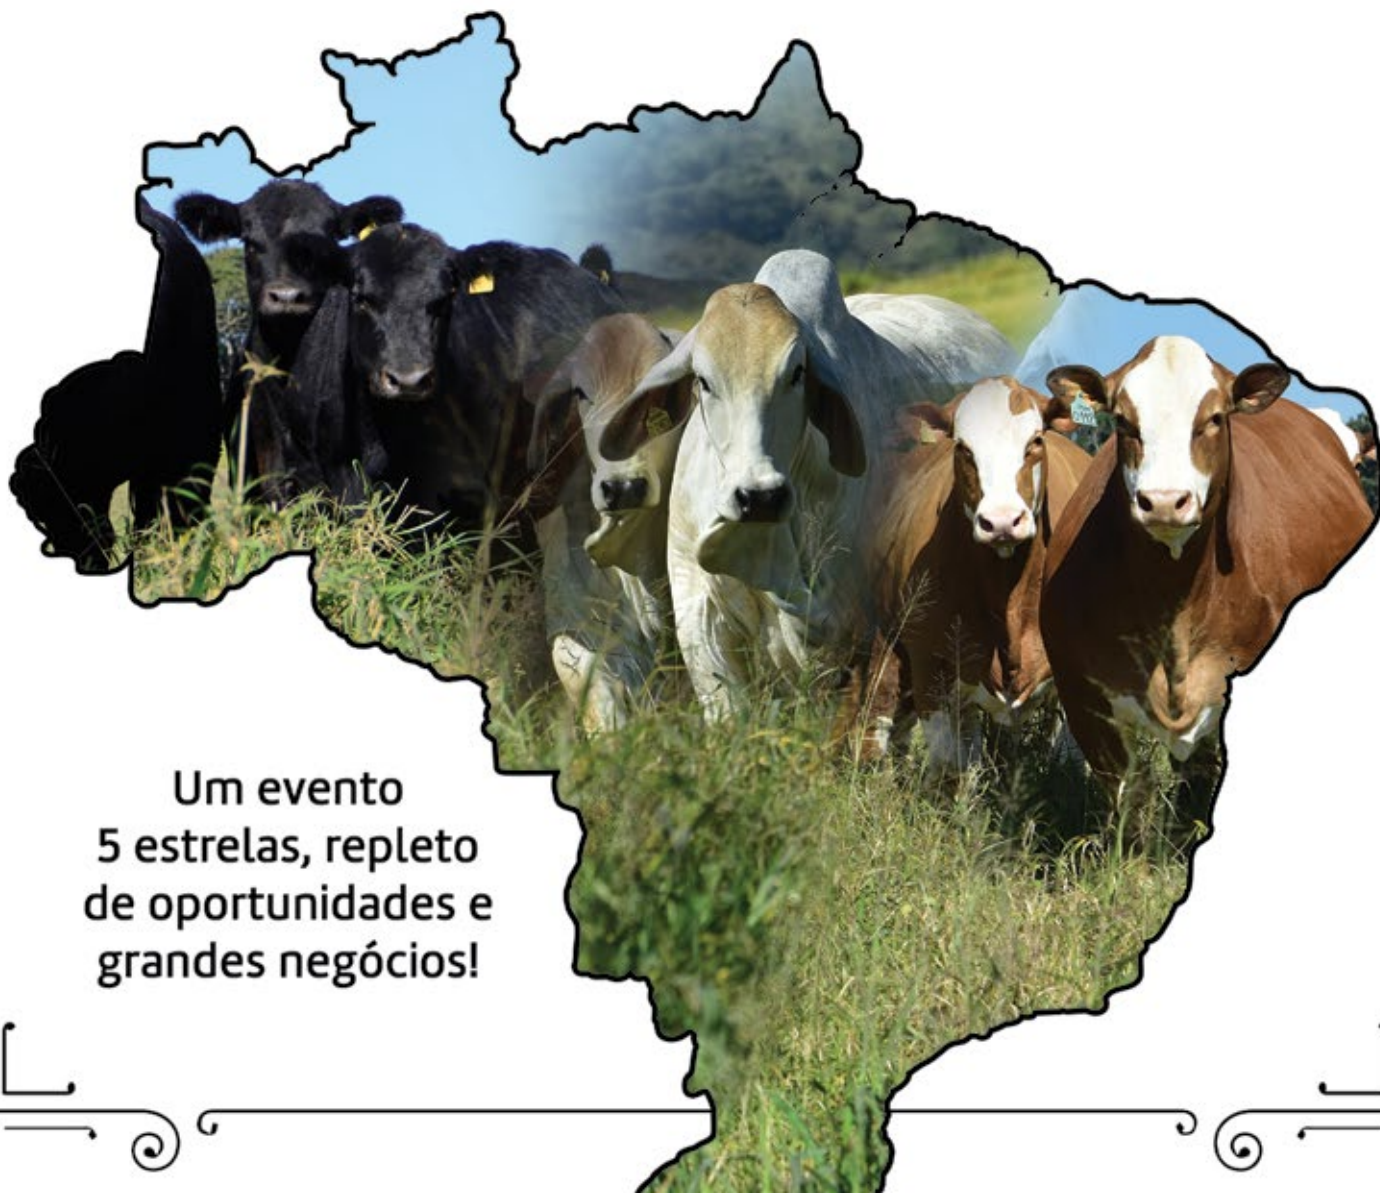 Um evento
5 estrelas, repleto
de oportunidades e
grandes negócios!